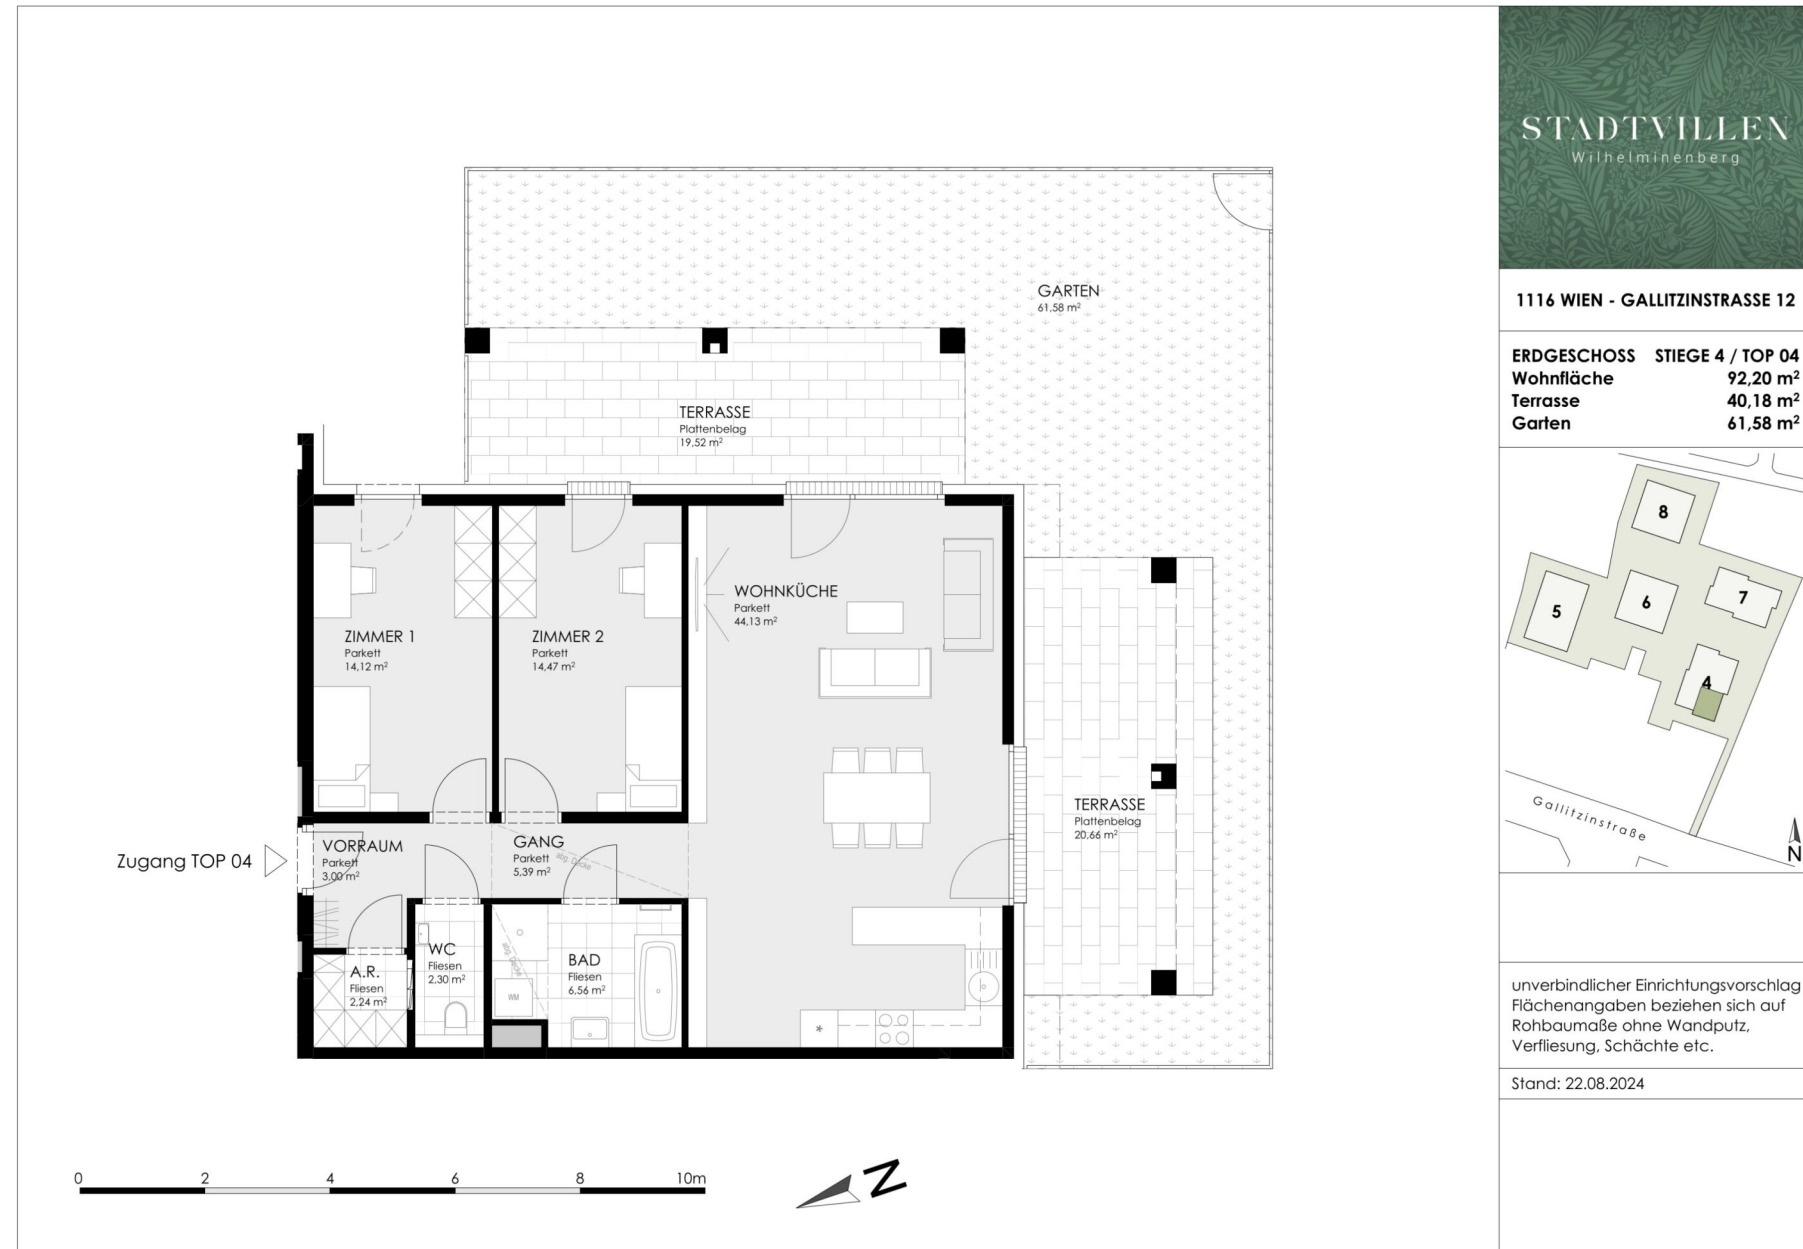 GARTEN
61,58 m²
TERRASSE
Plattenbelag
19,52 m²
WOHNKÜCHE
Parkett
44,13 m²
ZIMMER 1
Parkett
14,12 m²
ZIMMER 2
Parkett
14,47 m²
TERRASSE
Plattenbelag
20,66 m²
Zugang TOP 04
VORRAUM
Parkett
3,00 m²
GANG
Parkett
5,39 m²
abg. Decke
WC
Fliesen
2,30 m²
A.R.
Fliesen
2,24 m²
abg. Decke
WM
BAD
Fliesen
6,56 m²
*
0 2 4 6 8 10m
N
STADTVILLEN
Wilhelminenberg
1116 WIEN - GALLITZINSTRASSE 12
ERDGESCHOSS STIEGE 4 / TOP 04
Wohnfläche 92,20 m²
Terrasse 40,18 m²
Garten 61,58 m²
8
5
6
7
4
Gallitzinstraße
N
unverbindlicher Einrichtungsvorschlag
Flächenangaben beziehen sich auf
Rohbaumaße ohne Wandputz,
Verfliesung, Schächte etc.
Stand: 22.08.2024